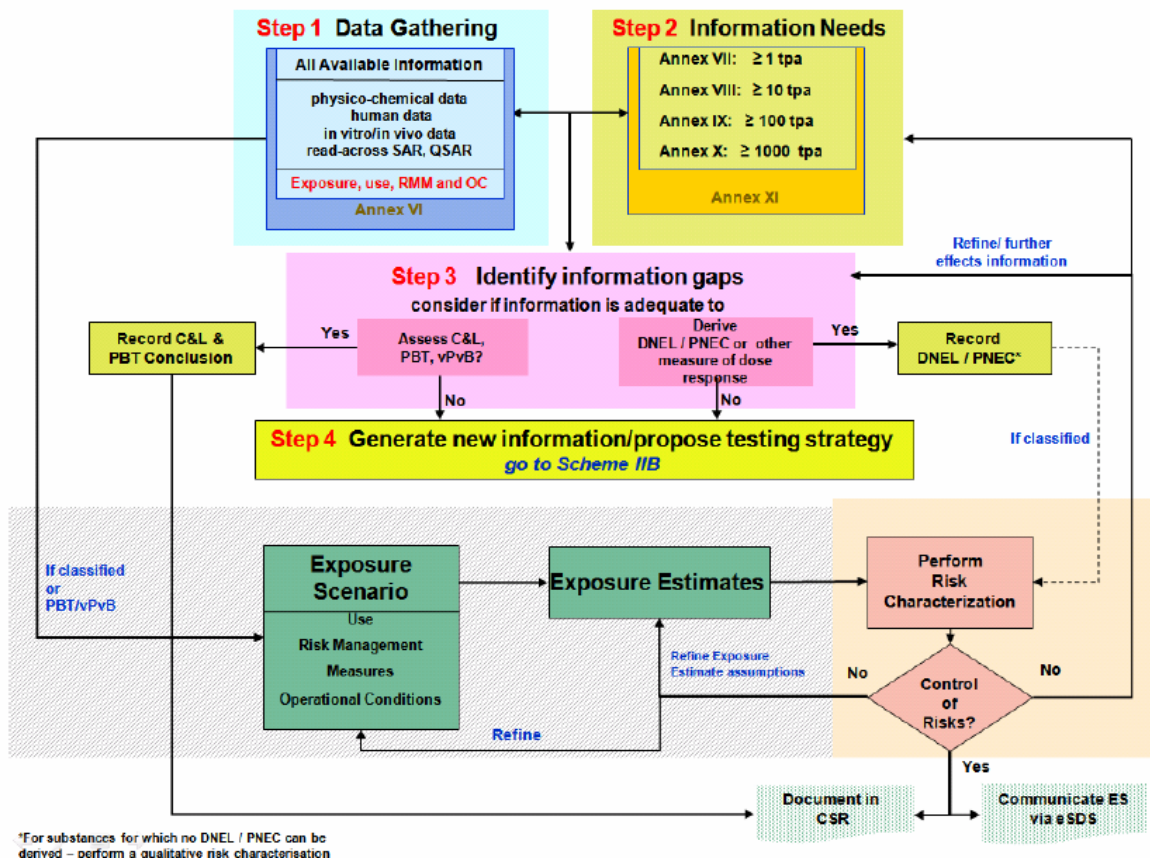 Step 1 Data Gathering
All Available Information
physico-chemical data
human data
in vitro/in vivo data
read-across SAR, QSAR
Exposure, use, RMM and OC
Annex VI
Step 2 Information Needs
Annex VII: ≥ 1 tpa
Annex VIII: ≥ 10 tpa
Annex IX: ≥ 100 tpa
Annex X: ≥ 1000 tpa
Annex XI
Refine/ further
effects information
Step 3 Identify information gaps
consider if information is adequate to
Record C&L &
PBT Conclusion
Yes
Assess C&L,
PBT, vPvB?
Derive
DNEL / PNEC or other
measure of dose
response
Yes
Record
DNEL / PNEC*
No
No
Step 4 Generate new information/propose testing strategy
go to Scheme IIB
If classified
If classified
or
PBT/vPvB
Exposure
Scenario
Use
Risk Management
Measures
Operational Conditions
Exposure Estimates
Perform
Risk
Characterization
Refine Exposure
Estimate assumptions
No
Control
of
Risks?
No
Refine
Yes
Document in
CSR
Communicate ES
via eSDS
*For substances for which no DNEL / PNEC can be
derived – perform a qualitative risk characterisation